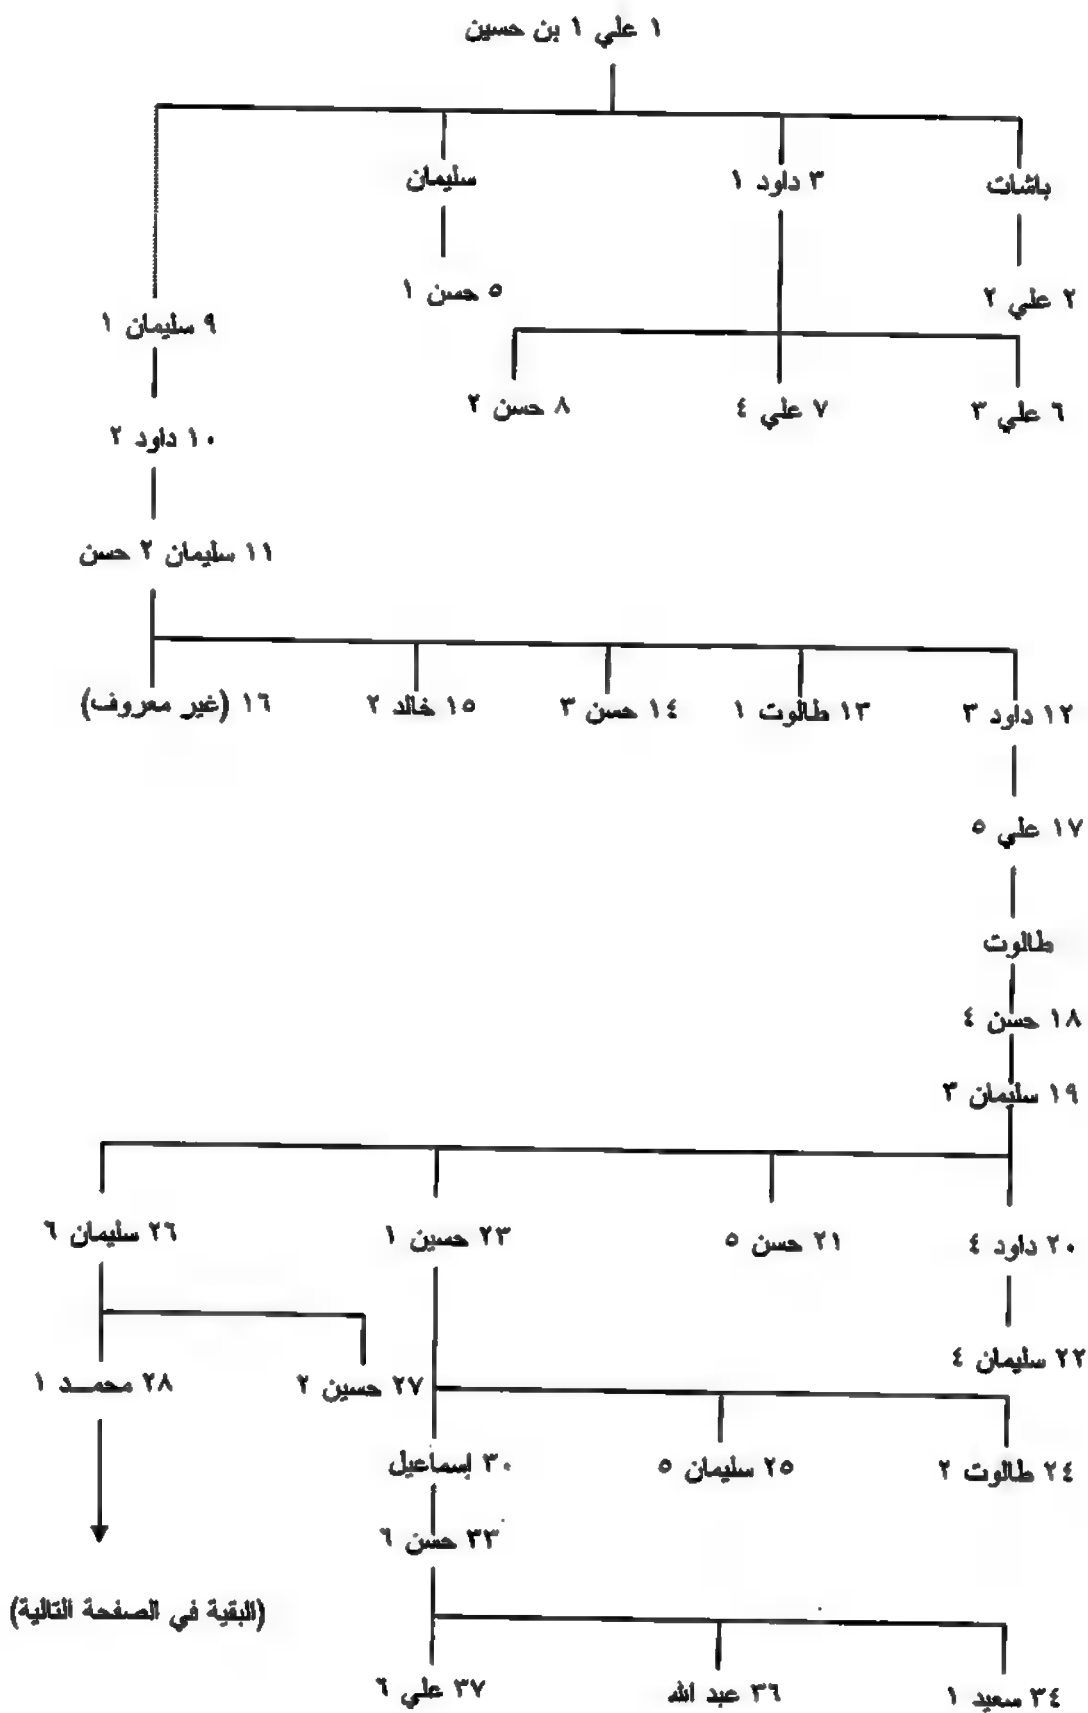 ١ علي ١ بن حسين
باشات
٣ داود ١
سليمان
٢ علي ٢
٥ حسن ١
٩ سليمان ١
٦ علي ٣
٧ علي ٤
٨ حسن ٢
١٠ داود ٢
١١ سليمان ٢ حسن
١٢ داود ٣
١٣ طالوت ١
١٤ حسن ٣
١٥ خالد ٢
١٦ (غير معروف)
١٧ علي ٥
طالوت
١٨ حسن ٤
١٩ سليمان ٣
٢٠ داود ٤
٢١ حسن ٥
٢٣ حسين ١
٢٦ سليمان ٦
٢٢ سليمان ٤
٢٧ حسين ٢
٢٨ محمـــد ١
٢٤ طالوت ٢
٢٥ سليمان ٥
٣٠ إسماعيل
٣٣ حسن ٦
(البقية في الصفحة التالية)
٣٤ سعيد ١
٣٦ عبد الله
٣٧ علي ٦